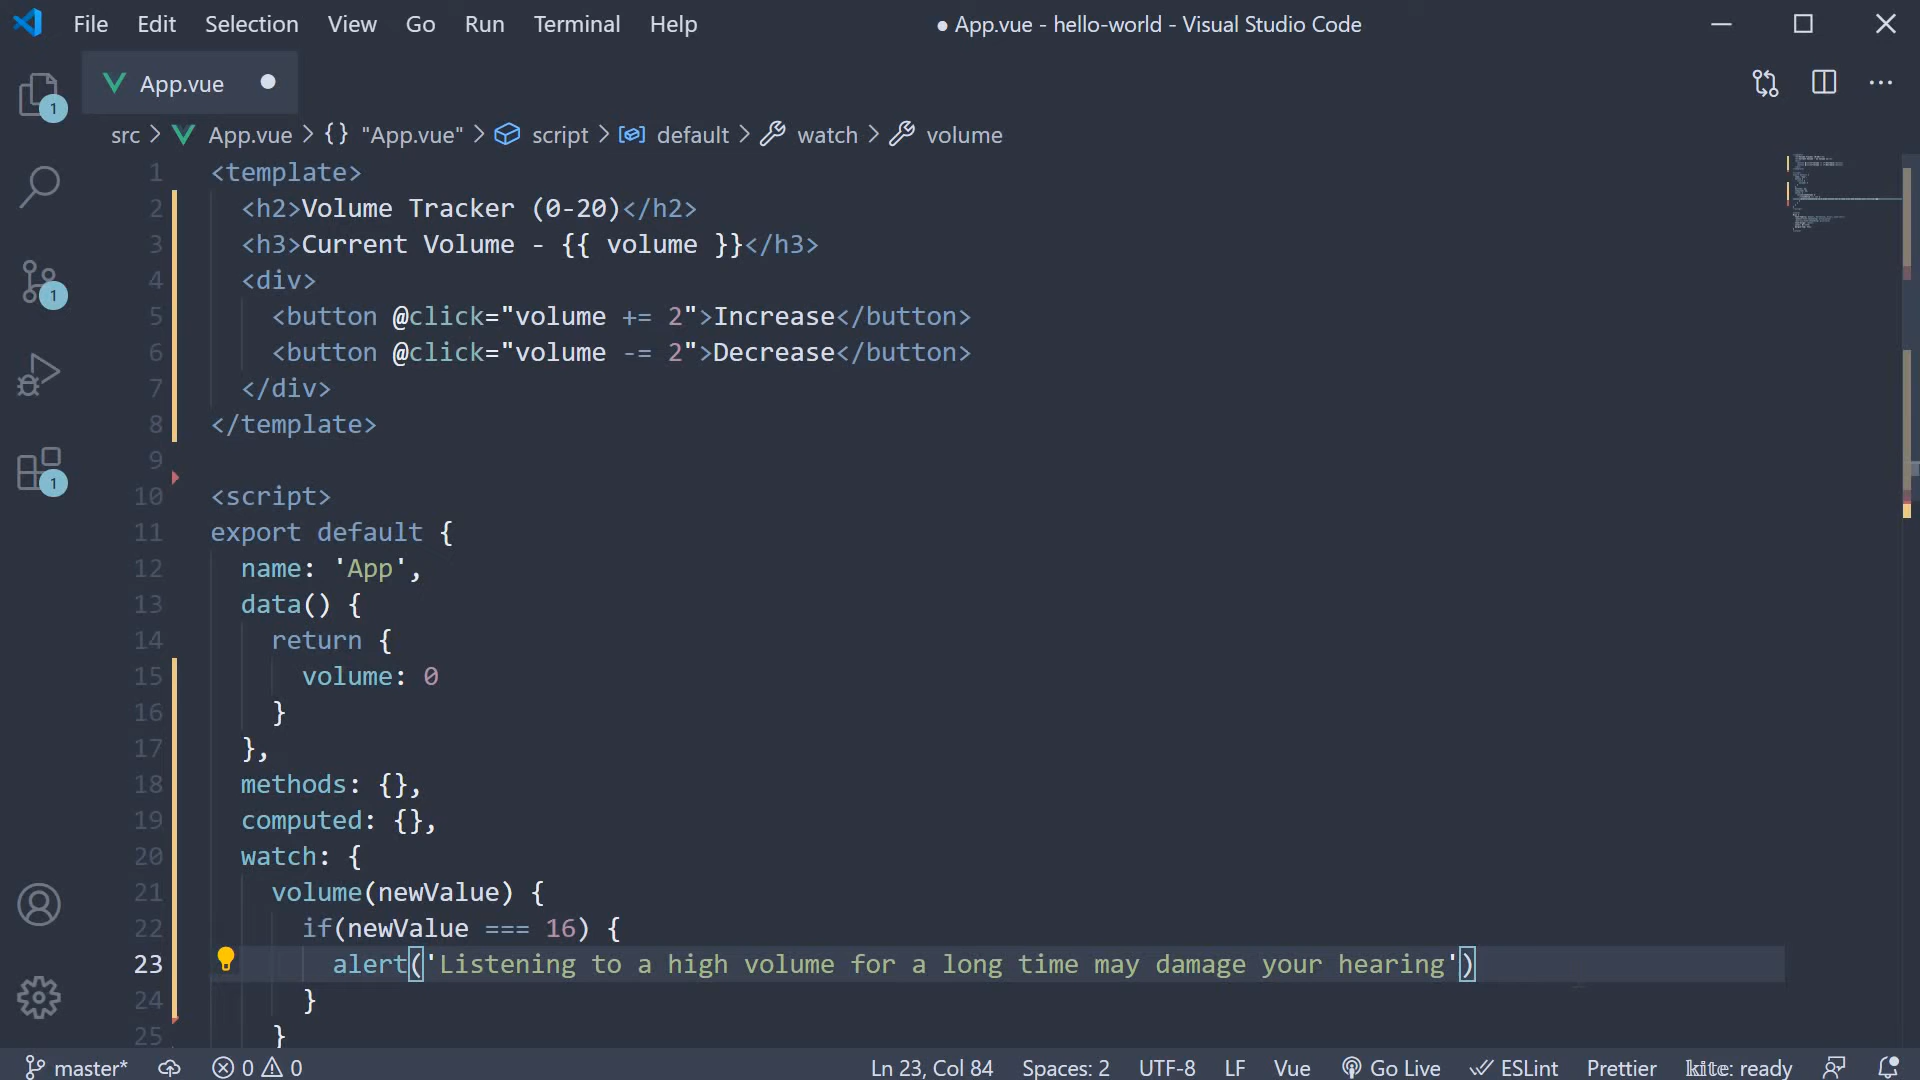 File Edit Selection View Go Run Terminal Help ● App.vue - hello-world - Visual Studio Code
App.vue ●
src > App.vue > {} "App.vue" > script > default > watch > volume
1 <template>
2 <h2>Volume Tracker (0-20)</h2>
3 <h3>Current Volume - {{ volume }}</h3>
4 <div>
5 <button @click="volume += 2">Increase</button>
6 <button @click="volume -= 2">Decrease</button>
7 </div>
8 </template>
9
10 <script>
11 export default {
12 name: 'App',
13 data() {
14 return {
15 volume: 0
16 }
17 },
18 methods: {},
19 computed: {},
20 watch: {
21 volume(newValue) {
22 if(newValue === 16) {
23 alert('Listening to a high volume for a long time may damage your hearing')
24 }
25 }
1
1
1
master* 0 0 Ln 23, Col 84 Spaces: 2 UTF-8 LF Vue Go Live ESLint Prettier kite: ready